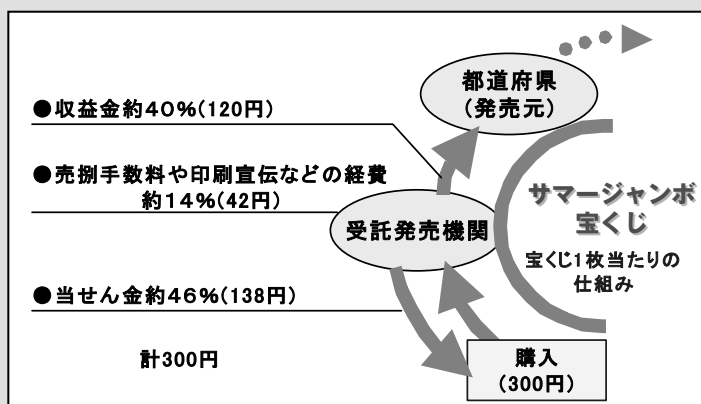 都道府県
(発売元)
●収益金約40%(120円)
●売捌手数料や印刷宣伝などの経費
約14%(42円)
サマージャンボ
宝くじ
受託発売機関
宝くじ1枚当たりの
仕組み
●当せん金約46%(138円)
計300円
購入
(300円)